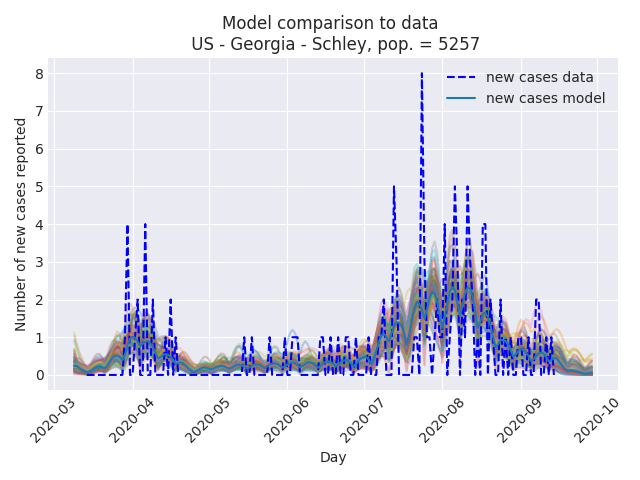 Model comparison to data
US - Georgia - Schley, pop. = 5257
new cases data
new cases model
Number of new cases reported
8
7
6
5
4
3
2
1
0
2020-03
2020-04
2020-05
2020-06
2020-07
2020-08
2020-09
2020-10
Day